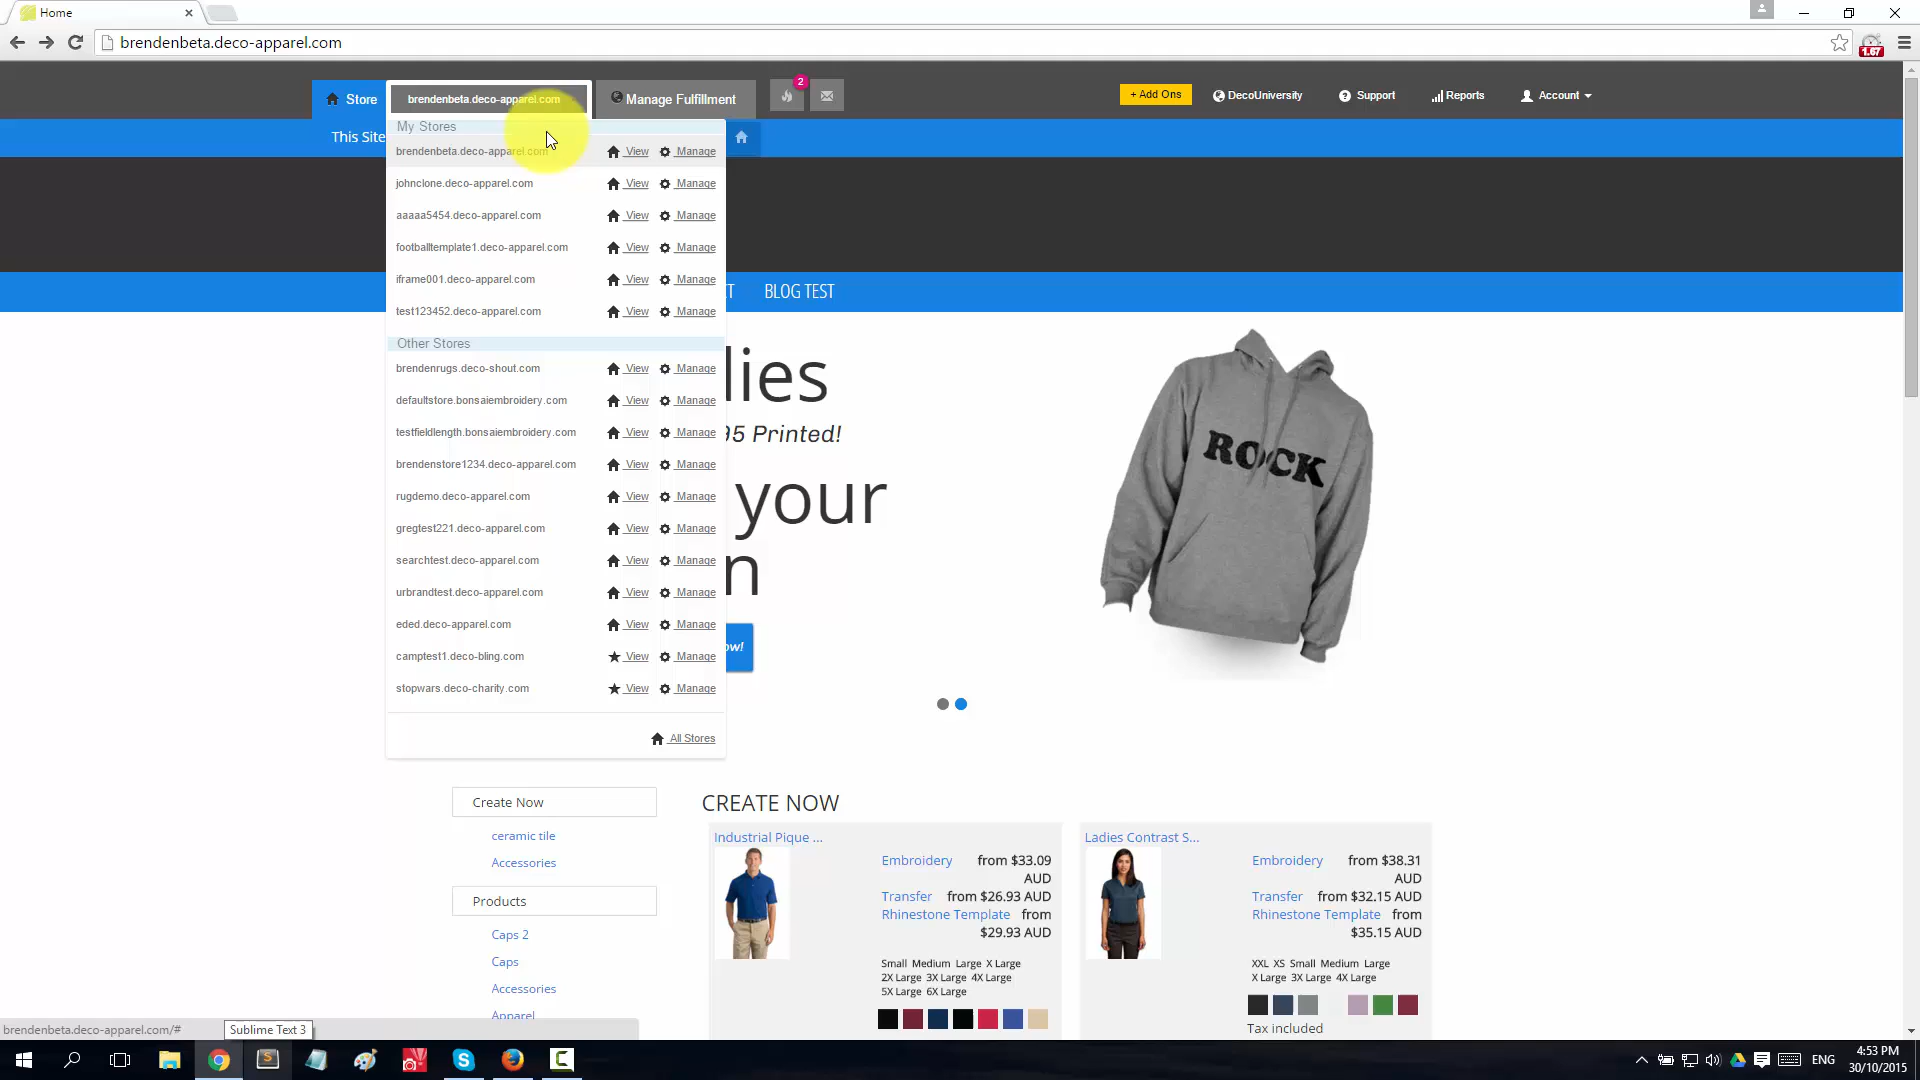 Home
brendenbeta.deco-apparel.com
1.67
Store
brendenbeta.deco-apparel.com
Manage Fulfillment
2
+ Add Ons
DecoUniversity
Support
Reports
Account
This Site
My Stores
brendenbeta.deco-apparel.com View Manage
johnclone.deco-apparel.com View Manage
aaaaa5454.deco-apparel.com View Manage
footballtemplate1.deco-apparel.com View Manage
iframe001.deco-apparel.com View Manage
test123452.deco-apparel.com View Manage
Other Stores
brendenrugs.deco-shout.com View Manage
defaultstore.bonsaiembroidery.com View Manage
testfieldlength.bonsaiembroidery.com View Manage
brendenstore1234.deco-apparel.com View Manage
rugdemo.deco-apparel.com View Manage
gregtest221.deco-apparel.com View Manage
searchtest.deco-apparel.com View Manage
urbrandtest.deco-apparel.com View Manage
eded.deco-apparel.com View Manage
camptest1.deco-bling.com View Manage
stopwars.deco-charity.com View Manage
All Stores
BLOG TEST
lies
95 Printed!
your
n
ow!
ROCK
Create Now
ceramic tile
Accessories
Products
Caps 2
Caps
Accessories
Apparel
CREATE NOW
Industrial Pique ...
Embroidery from $33.09
AUD
Transfer from $26.93 AUD
Rhinestone Template from
$29.93 AUD
Small Medium Large X Large
2X Large 3X Large 4X Large
5X Large 6X Large
Ladies Contrast S...
Embroidery from $38.31
AUD
Transfer from $32.15 AUD
Rhinestone Template from
$35.15 AUD
XXL XS Small Medium Large
X Large 3X Large 4X Large
Tax included
brendenbeta.deco-apparel.com/#
Sublime Text 3
ENG
4:53 PM
30/10/2015